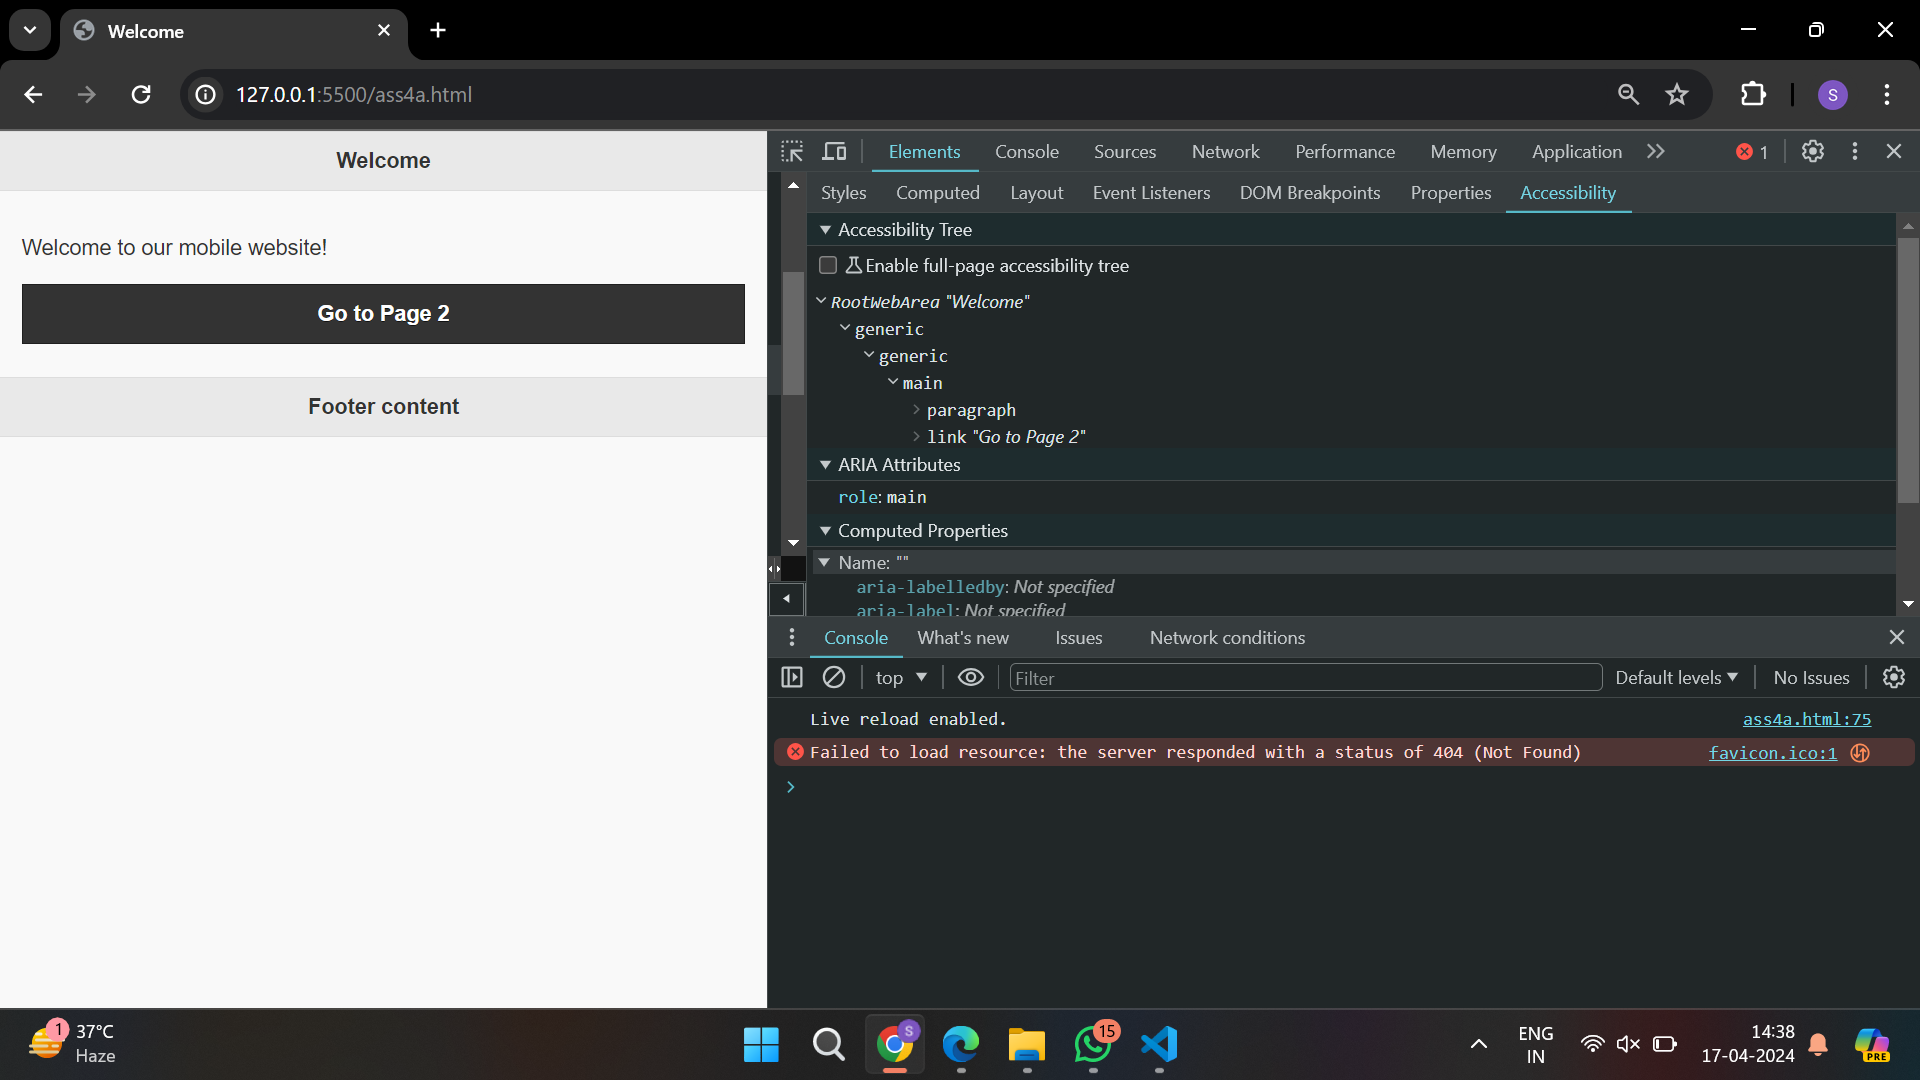 Welcome
127.0.0.1:5500/ass4a.html
S
Welcome
Welcome to our mobile website!
Go to Page 2
Footer content
Elements Console Sources Network Performance Memory Application 1
Styles Computed Layout Event Listeners DOM Breakpoints Properties Accessibility
Accessibility Tree
Enable full-page accessibility tree
RootWebArea "Welcome"
generic
generic
main
paragraph
link "Go to Page 2"
ARIA Attributes
role: main
Computed Properties
Name: ""
aria-labelledby: Not specified
aria-label: Not specified
Console What's new Issues Network conditions
top Filter Default levels No Issues
Live reload enabled. ass4a.html:75
Failed to load resource: the server responded with a status of 404 (Not Found) favicon.ico:1
1 37°C
Haze
S
15
ENG
IN
14:38
17-04-2024
PRE